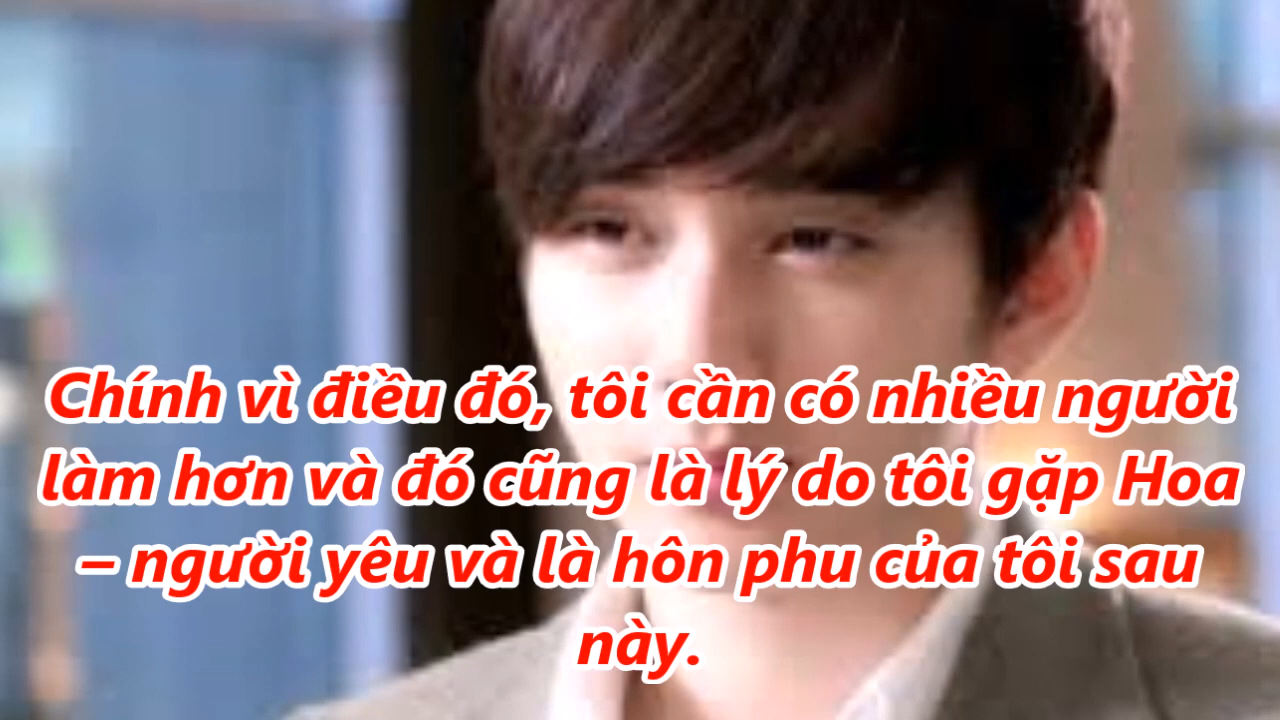 Chính vì điều đó, tôi cần có nhiều người
làm hơn và đó cũng là lý do tôi gặp Hoa
– người yêu và là hôn phu của tôi sau
này.